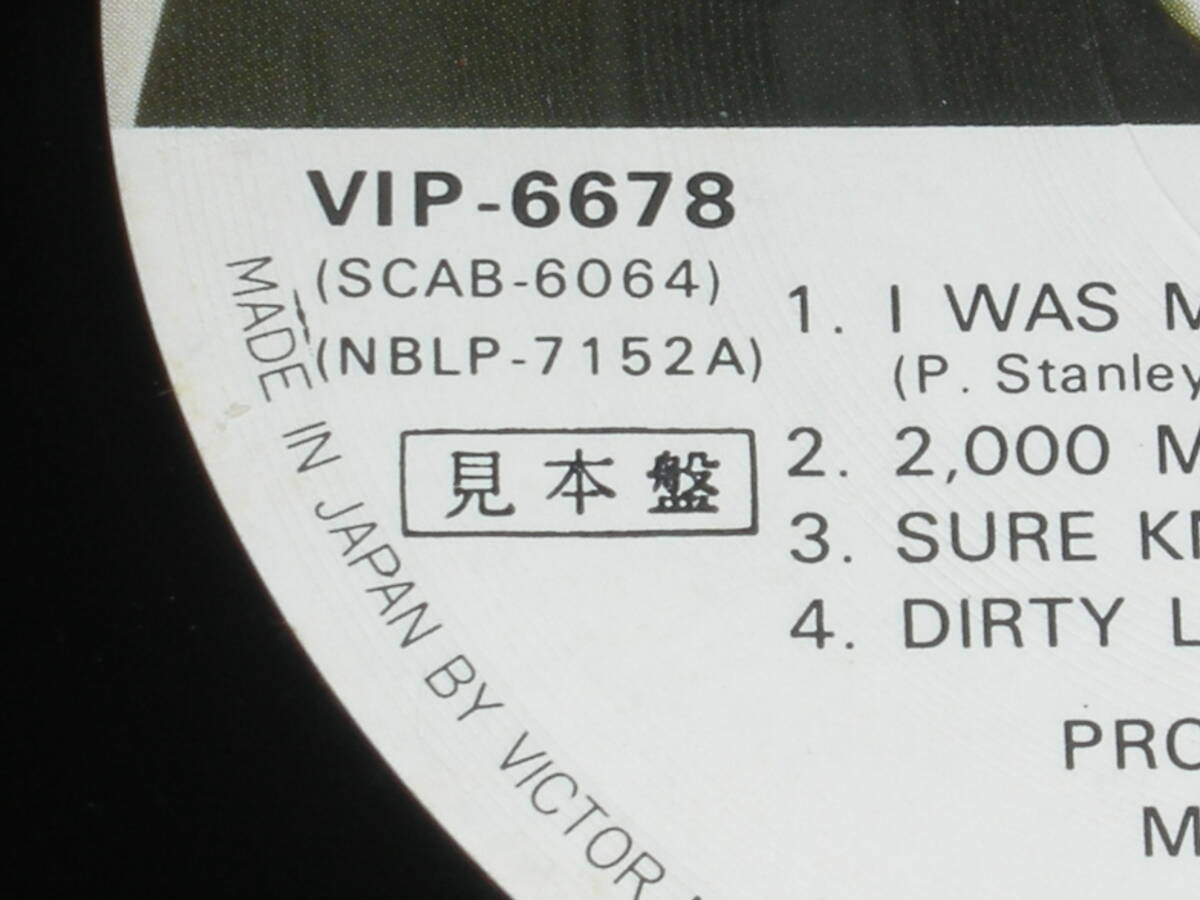 VIP-6678
(SCAB-6064)
(NBLP-7152A)
見本盤
1. I WAS
(P. Stanley
2. 2,000
3. SURE
4. DIRTY
MADE IN JAPAN BY VICTOR